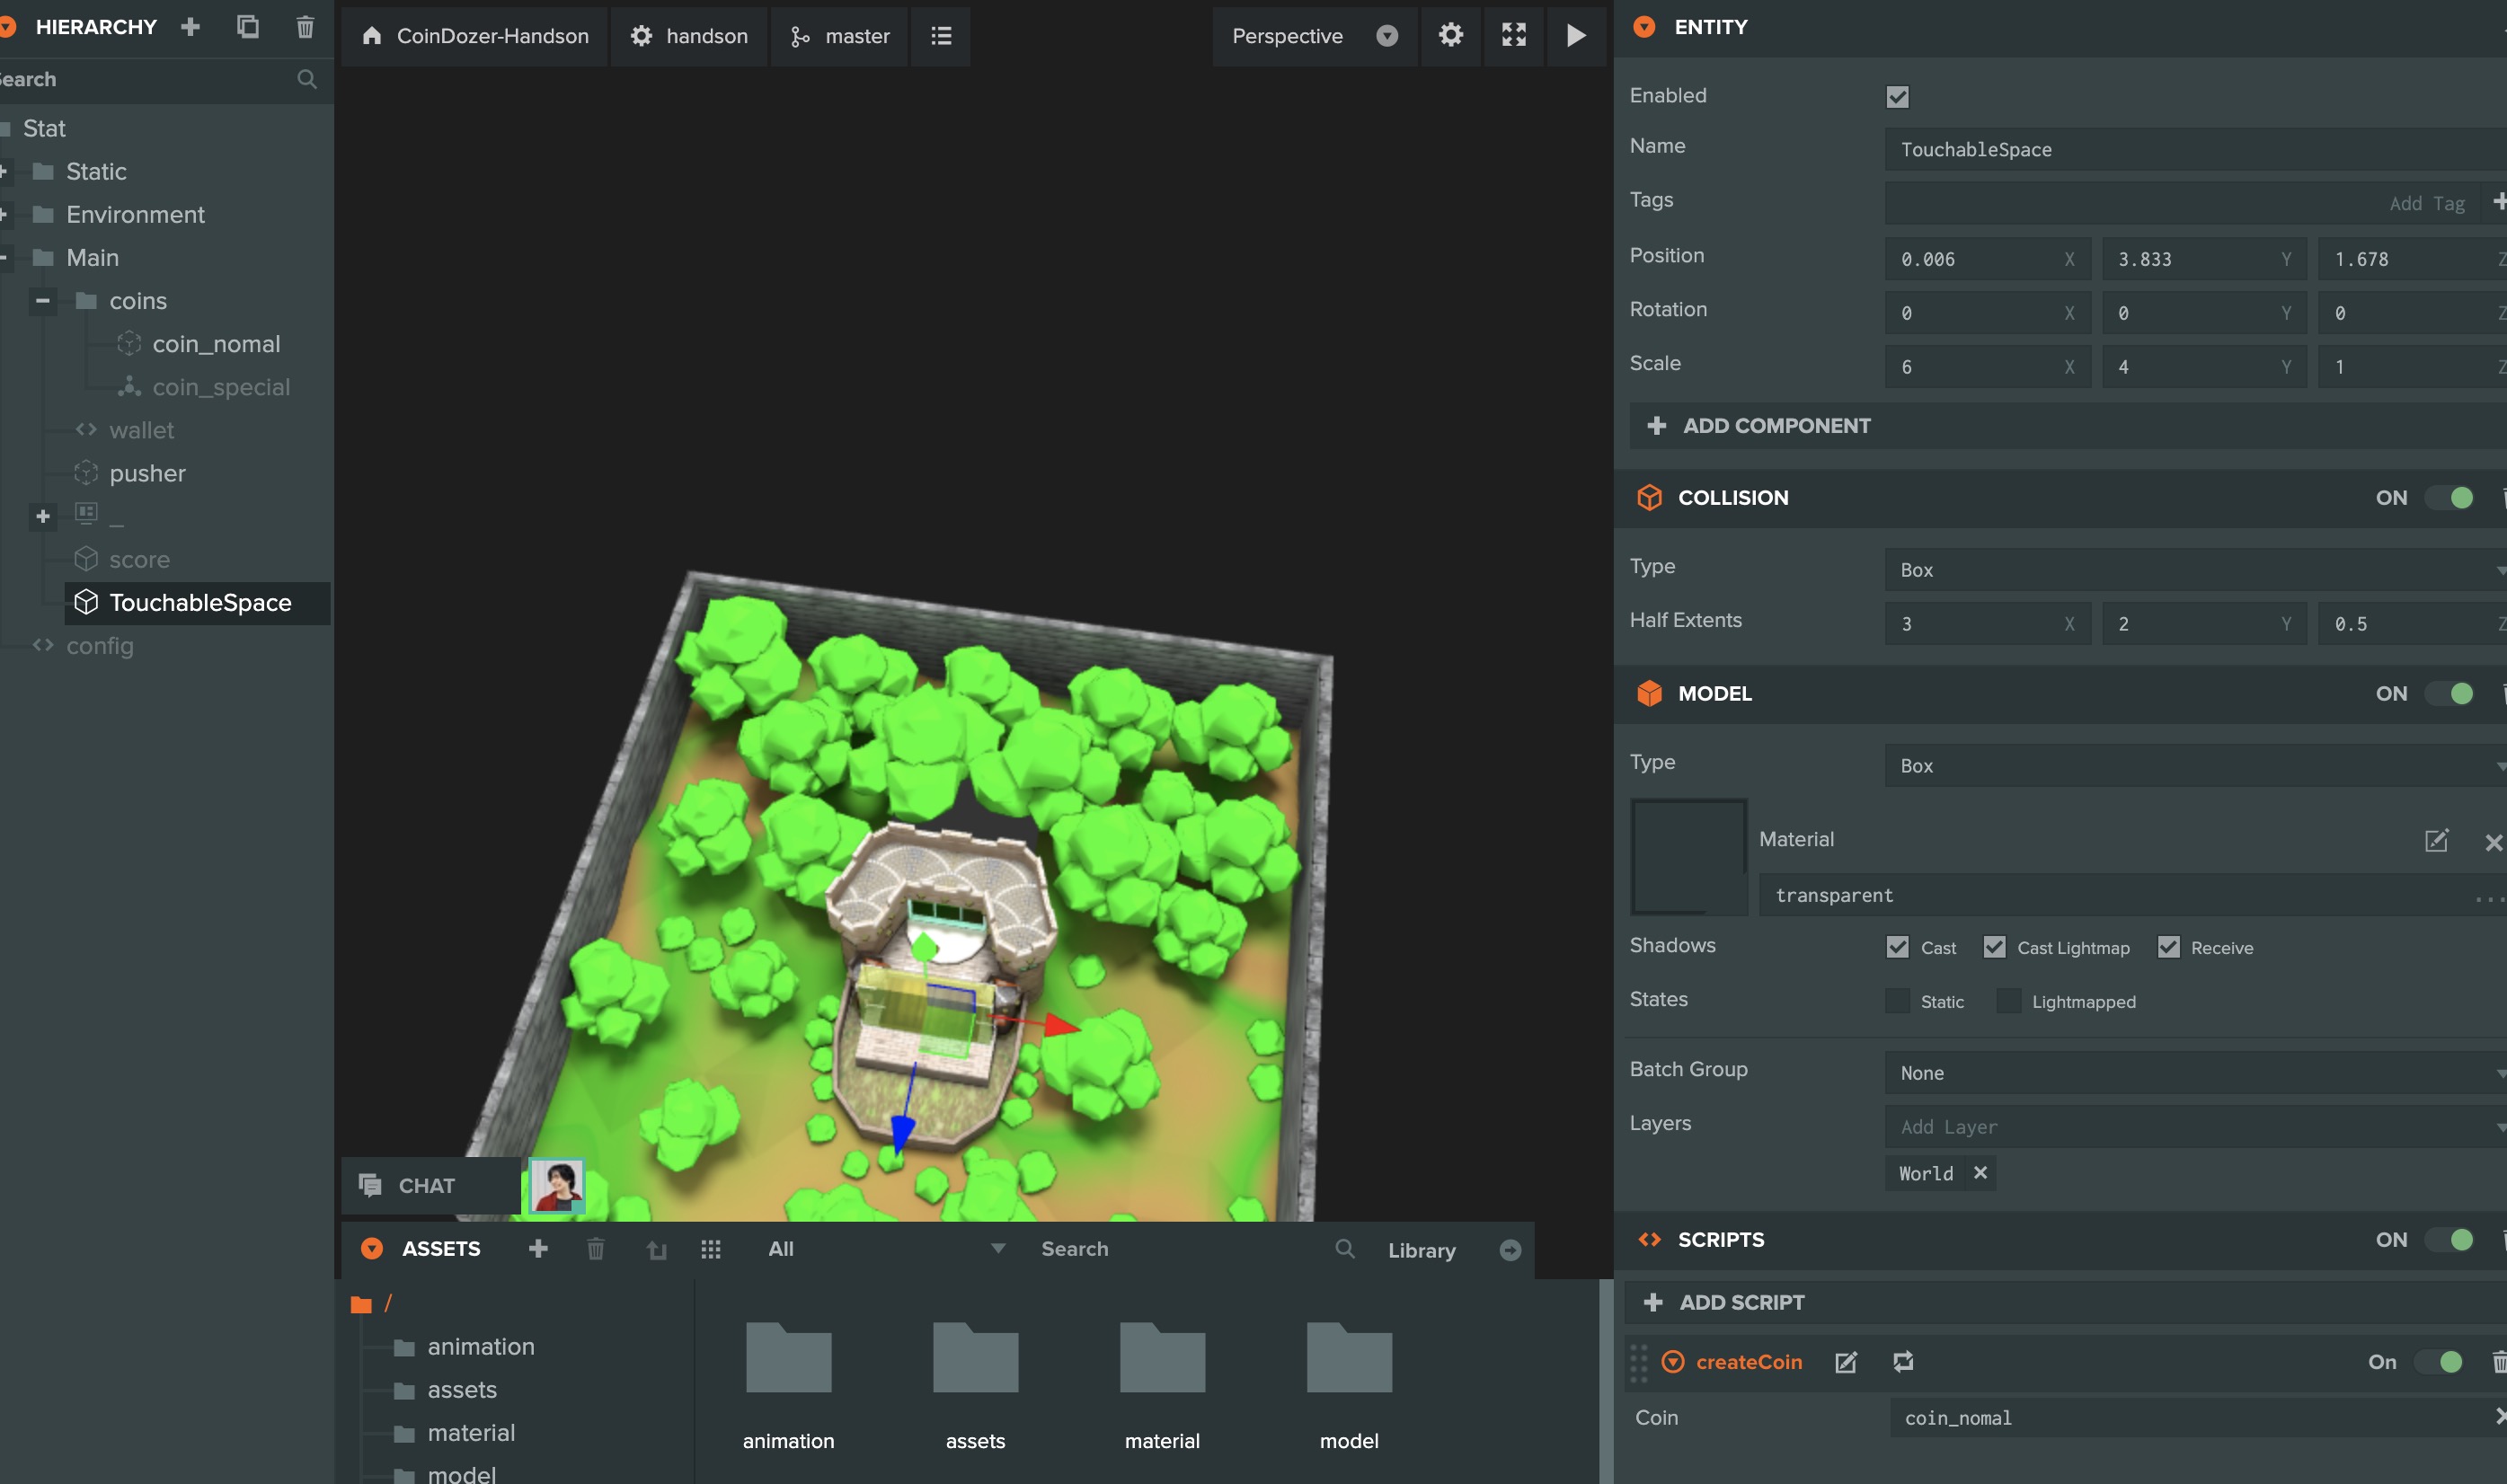 HIERARCHY
Search
Stat
Static
Environment
Main
coins
coin_nomal
coin_special
wallet
pusher
_
score
TouchableSpace
config
CoinDozer-Handson
handson
master
Perspective
CHAT
ASSETS
All
Search
Library
/
animation
assets
material
model
animation
assets
material
model
ENTITY
Enabled
Name
TouchableSpace
Tags
Add Tag
Position
0.006 X 3.833 Y 1.678 Z
Rotation
0 X 0 Y 0 Z
Scale
6 X 4 Y 1 Z
ADD COMPONENT
COLLISION
ON
Type
Box
Half Extents
3 X 2 Y 0.5 Z
MODEL
ON
Type
Box
Material
transparent
...
Shadows
Cast Cast Lightmap Receive
States
Static Lightmapped
Batch Group
None
Layers
Add Layer
World
SCRIPTS
ON
ADD SCRIPT
createCoin
On
Coin
coin_nomal